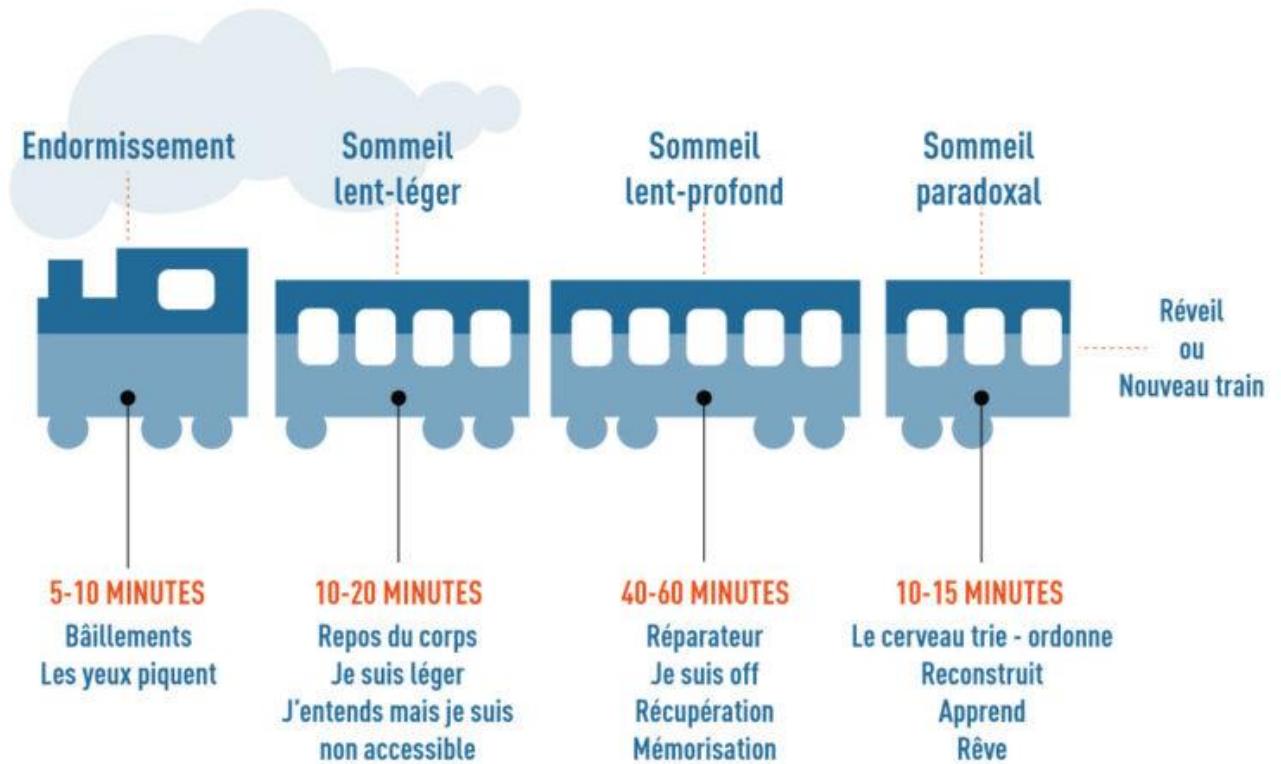 Endormissement
Sommeil
lent-léger
Sommeil
lent-profond
Sommeil
paradoxal
Réveil
ou
Nouveau train
5-10 MINUTES
Bâillements
Les yeux piquent
10-20 MINUTES
Repos du corps
Je suis léger
J'entends mais je suis
non accessible
40-60 MINUTES
Réparateur
Je suis off
Récupération
Mémorisation
10-15 MINUTES
Le cerveau trie - ordonne
Reconstruit
Apprend
Rêve